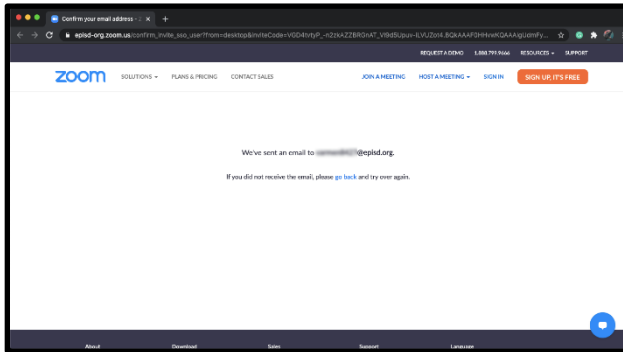 Confirm your email address - Z
episd-org.zoom.us/confirm_invite_sso_user?from=desktop&inviteCode=
REQUEST A DEMO 1.888.799.9666 RESOURCES SUPPORT
zoom SOLUTIONS PLANS & PRICING CONTACT SALES JOIN A MEETING HOST A MEETING SIGN IN SIGN UP, IT'S FREE
We've sent an email to @episd.org.
If you did not receive the email, please go back and try over again.
About Download Sales Support Language